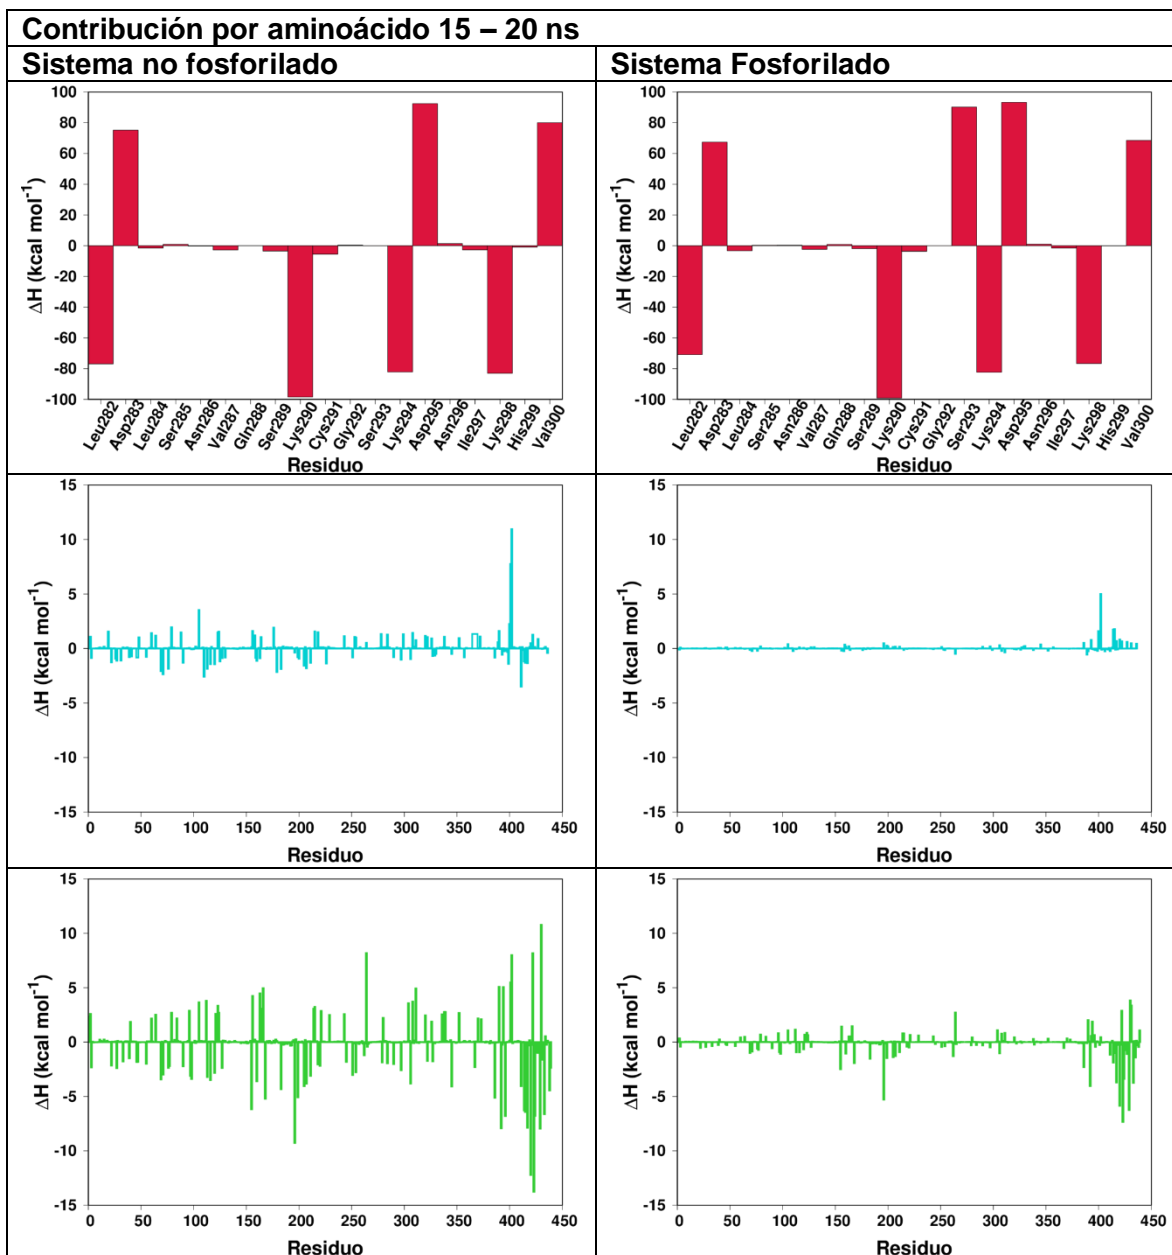 Contribución por aminoácido 15 – 20 ns
Sistema no fosforilado
Sistema Fosforilado
100
80
60
40
20
0
-20
-40
-60
-80
-100
ΔH (kcal mol⁻¹)
Leu282
Asp283
Leu284
Ser285
Asn286
Val287
Gln288
Ser289
Lys290
Cys291
Gly292
Ser293
Lys294
Asp295
Asn296
Ile297
Lys298
His299
Val300
Residuo
100
80
60
40
20
0
-20
-40
-60
-80
-100
ΔH (kcal mol⁻¹)
Leu282
Asp283
Leu284
Ser285
Asn286
Val287
Gln288
Ser289
Lys290
Cys291
Gly292
Ser293
Lys294
Asp295
Asn296
Ile297
Lys298
His299
Val300
Residuo
15
10
5
0
-5
-10
-15
ΔH (kcal mol⁻¹)
0 50 100 150 200 250 300 350 400 450
Residuo
15
10
5
0
-5
-10
-15
ΔH (kcal mol⁻¹)
0 50 100 150 200 250 300 350 400 450
Residuo
15
10
5
0
-5
-10
-15
ΔH (kcal mol⁻¹)
0 50 100 150 200 250 300 350 400 450
Residuo
15
10
5
0
-5
-10
-15
ΔH (kcal mol⁻¹)
0 50 100 150 200 250 300 350 400 450
Residuo